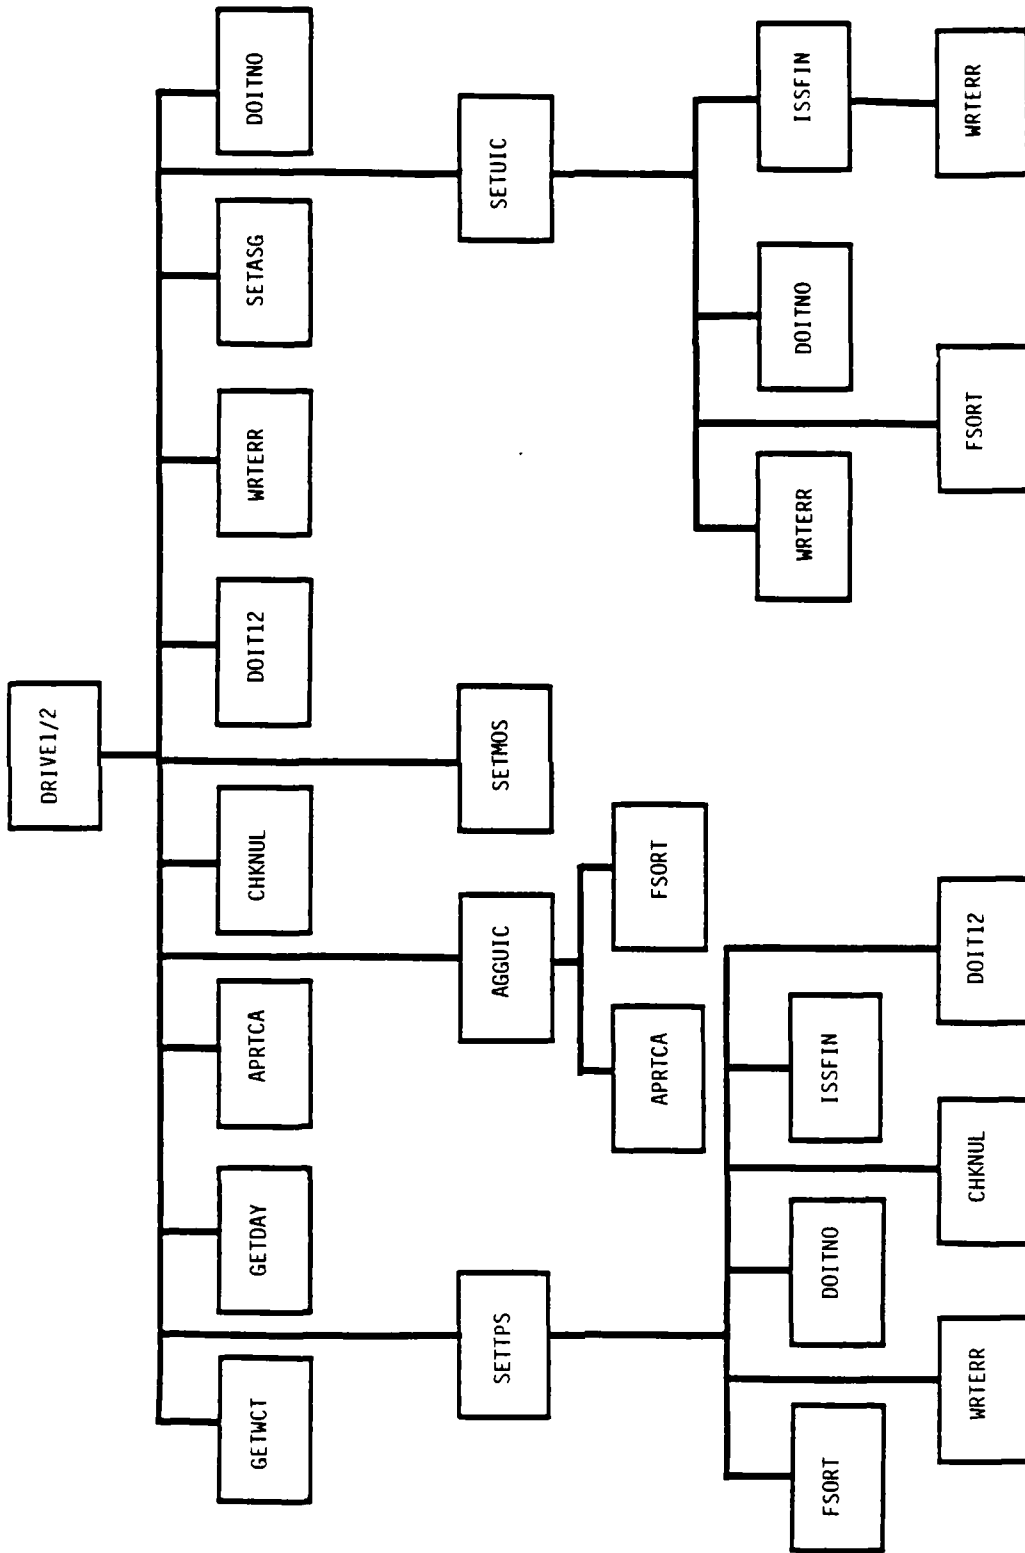 DRIVE1/2
GETWCT
GETDAY
APRTCA
CHKNUL
DOIT12
WRTERR
SETASG
DOITNO
SETTPS
AGGUIC
SETMOS
SETUIC
APRTCA
FSORT
FSORT
DOITNO
ISSFIN
WRTERR
CHKNUL
DOIT12
WRTERR
DOITNO
ISSFIN
FSORT
WRTERR